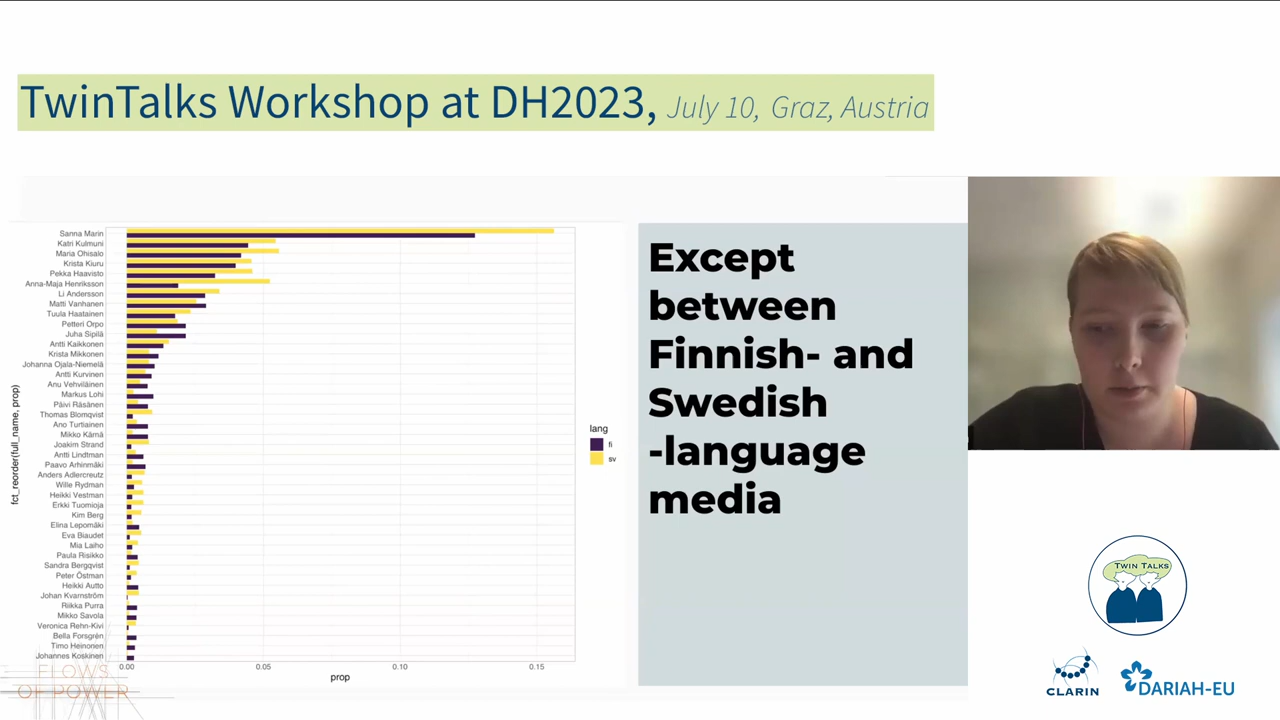 TwinTalks Workshop at DH2023, July 10, Graz, Austria
Sanna Marin
Katri Kulmuni
Maria Ohisalo
Krista Kiuru
Pekka Haavisto
Anna-Maja Henriksson
Li Andersson
Matti Vanhanen
Tuula Haatainen
Petteri Orpo
Juha Sipilä
Antti Kaikkonen
Krista Mikkonen
Johanna Ojala-Niemelä
Antti Kurvinen
Anu Vehviläinen
Markus Lohi
Päivi Räsänen
Thomas Blomqvist
Ano Turtiainen
Mikko Kärnä
Joakim Strand
Antti Lindtman
Paavo Arhinmäki
Anders Adlercreutz
Wille Rydman
Heikki Vestman
Erkki Tuomioja
Kim Berg
Elina Lepomäki
Eva Biaudet
Mia Laiho
Paula Risikko
Sandra Bergqvist
Peter Östman
Heikki Autto
Johan Kvarnström
Riikka Purra
Mikko Savola
Veronica Rehn-Kivi
Bella Forsgrén
Timo Heinonen
Johannes Koskinen
fct_reorder(full_name, prop)
0.00
0.05
0.10
0.15
prop
lang
fi
sv
Except
between
Finnish- and
Swedish
-language
media
FLOWS
OF POWER
TWIN TALKS
CLARIN
DARIAH-EU